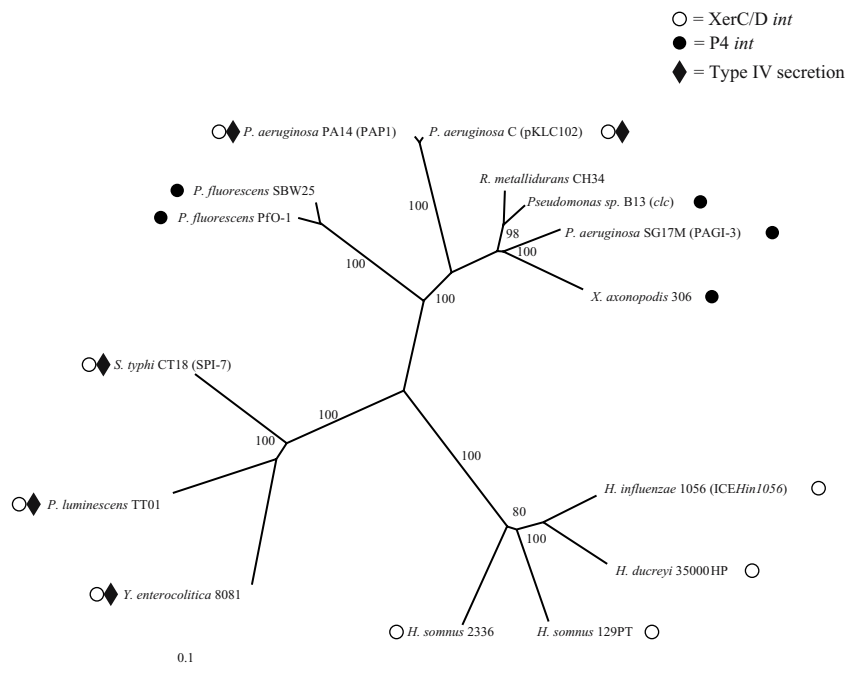 = XerC/D int
= P4 int
= Type IV secretion
P. aeruginosa PA14 (PAP1)
P. aeruginosa C (pKLC102)
R. metallidurans CH34
P. fluorescens SBW25
Pseudomonas sp. B13 (clc)
100
P. fluorescens PfO-1
98
P. aeruginosa SG17M (PAGI-3)
100
100
100
X. axonopodis 306
S. typhi CT18 (SPI-7)
100
100
100
H. influenzae 1056 (ICEHin1056)
P. luminescens TT01
80
100
H. ducreyi 35000HP
Y. enterocolitica 8081
H. somnus 2336
H. somnus 129PT
0.1